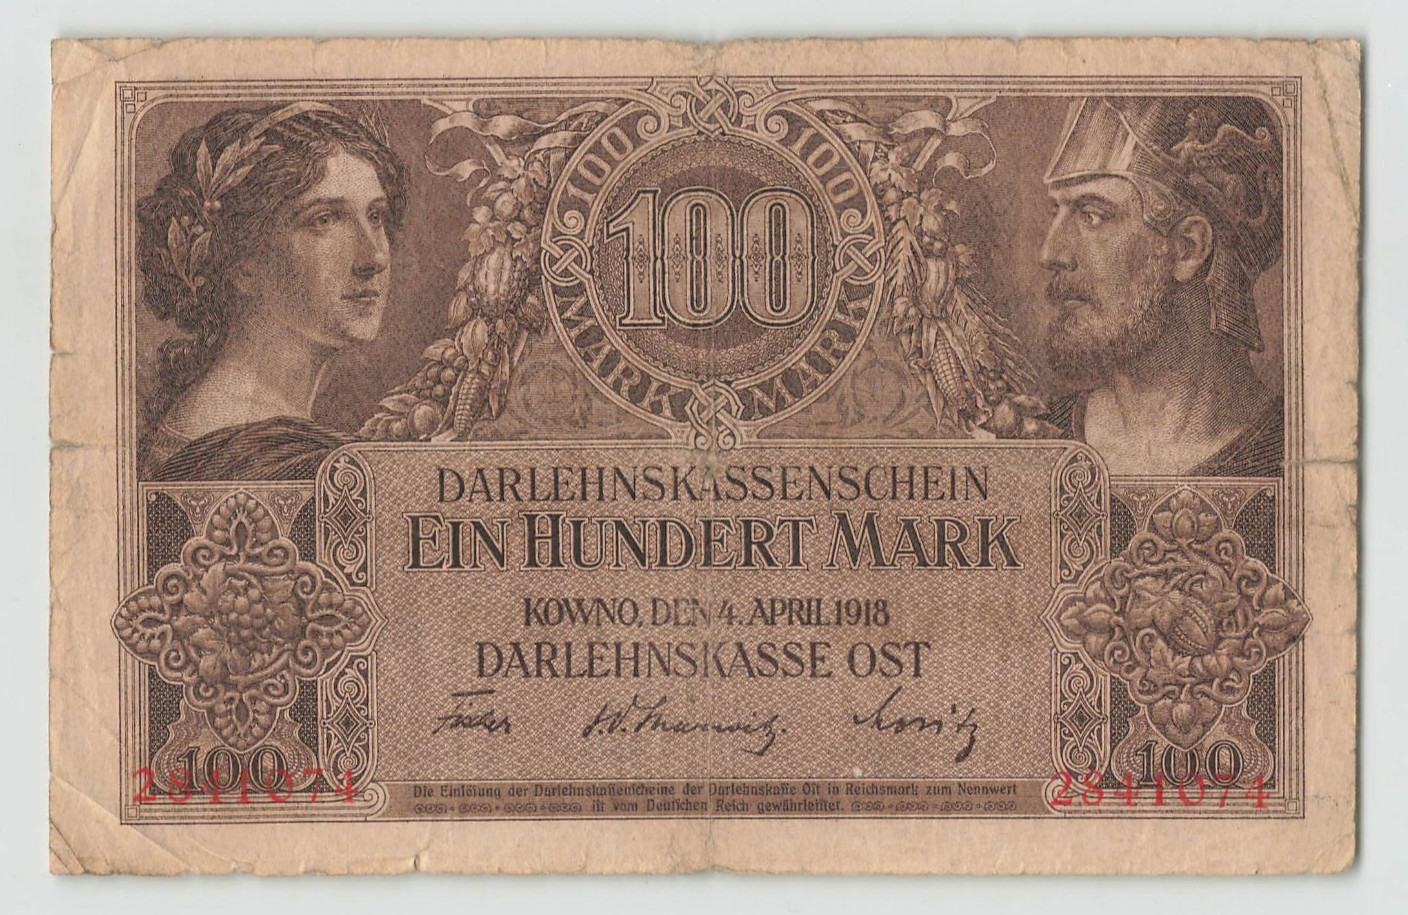 100 100
100
MARK MARK
DARLEHNSKASSENSCHEIN
EIN HUNDERT MARK
KOWNO, DEN 4. APRIL 1918
DARLEHNSKASSE OST
Fischer
100 100
2841074 2841074
Die Einlösung der Darlehnskassenscheine der Darlehnskasse Ost in Reichsmark zum Nennwert
ist vom Deutschen Reich gewährleistet.